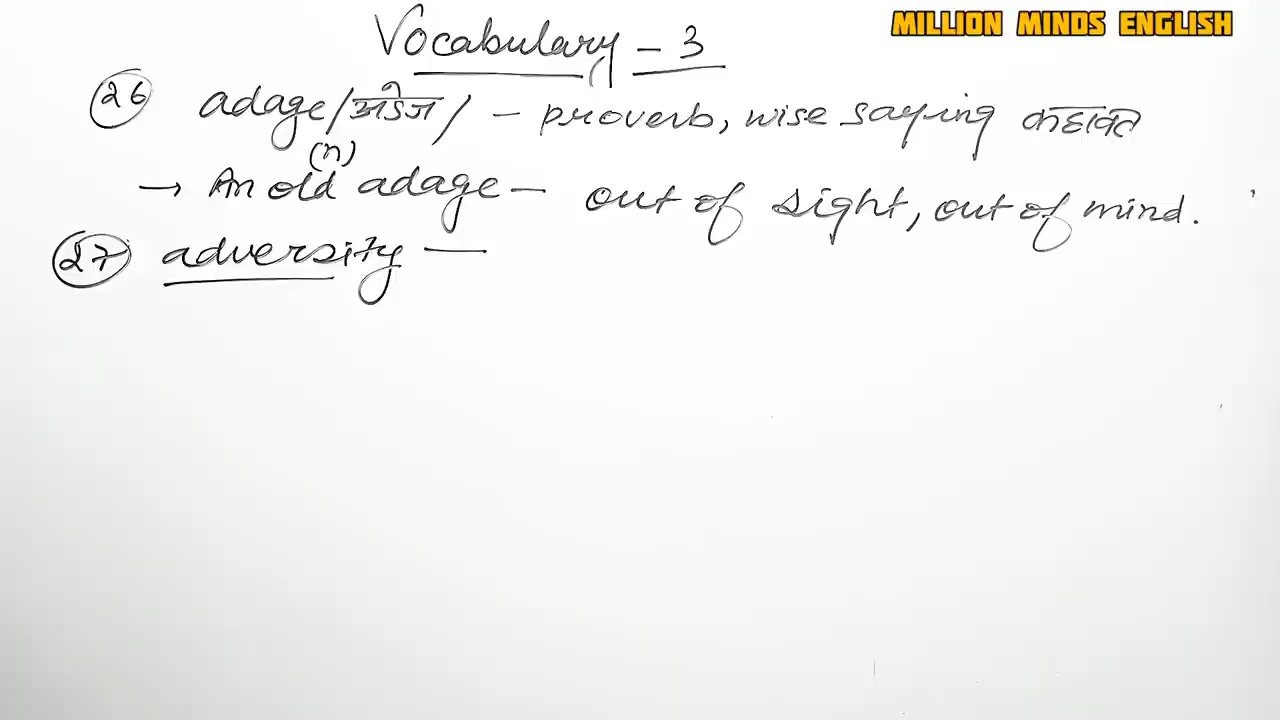 MILLION MINDS ENGLISH
Vocabulary - 3
26 adage /अडेज/ - proverb, wise saying कहावत
(n)
→ An old adage - out of sight, out of mind.
27 adversity —